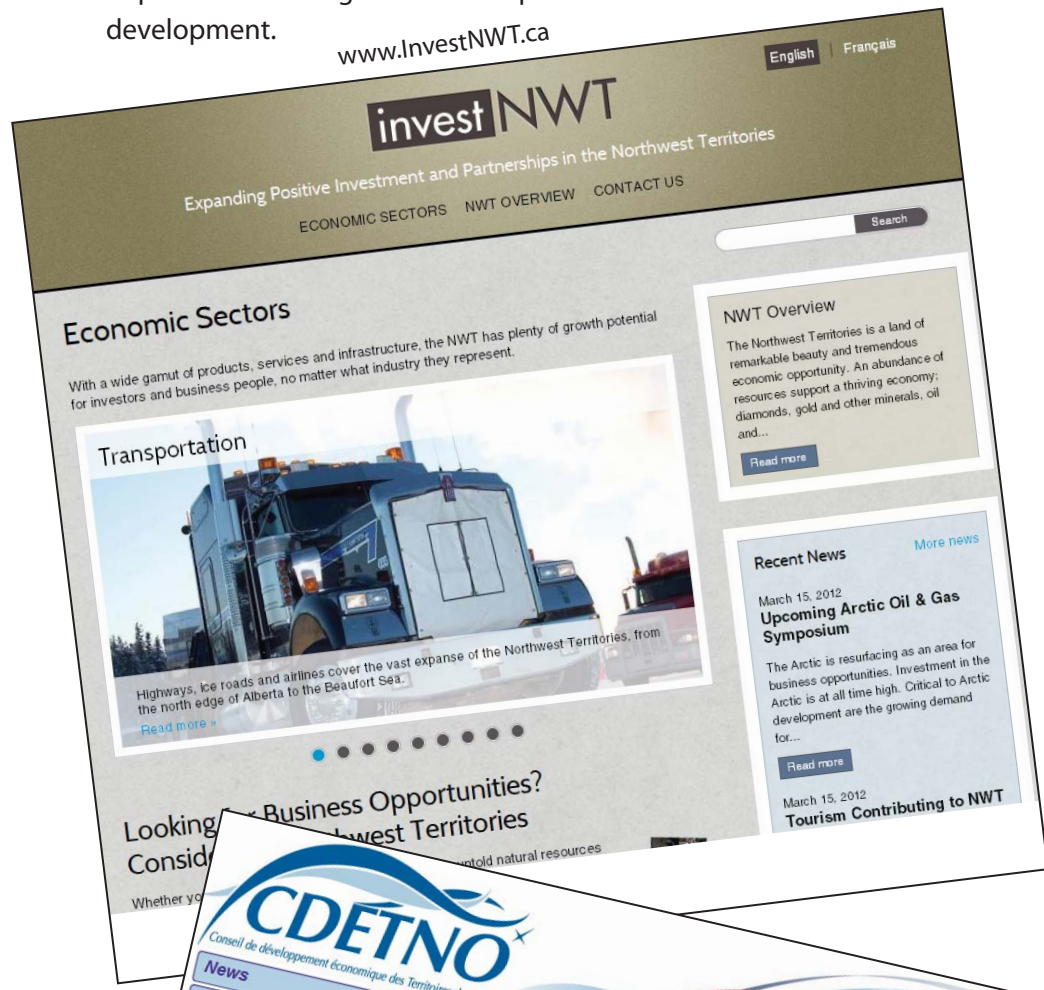 development.
www.InvestNWT.ca
English | Français
invest NWT
Expanding Positive Investment and Partnerships in the Northwest Territories
ECONOMIC SECTORS NWT OVERVIEW CONTACT US
Search
Economic Sectors
With a wide gamut of products, services and infrastructure, the NWT has plenty of growth potential
for investors and business people, no matter what industry they represent.
Transportation
Highways, ice roads and airlines cover the vast expanse of the Northwest Territories, from
the north edge of Alberta to the Beaufort Sea.
Read more »
Looking Business Opportunities?
west Territories
untold natural resources
Whether
NWT Overview
The Northwest Territories is a land of
remarkable beauty and tremendous
economic opportunity. An abundance of
resources support a thriving economy;
diamonds, gold and other minerals, oil
and...
Read more
Recent News
More news
March 15, 2012
Upcoming Arctic Oil & Gas
Symposium
The Arctic is resurfacing as an area for
business opportunities. Investment in the
Arctic is at all time high. Critical to Arctic
development are the growing demand
for...
Read more
March 15, 2012
Tourism Contributing to NWT
CDÉTNO
Conseil de développement économique des
News